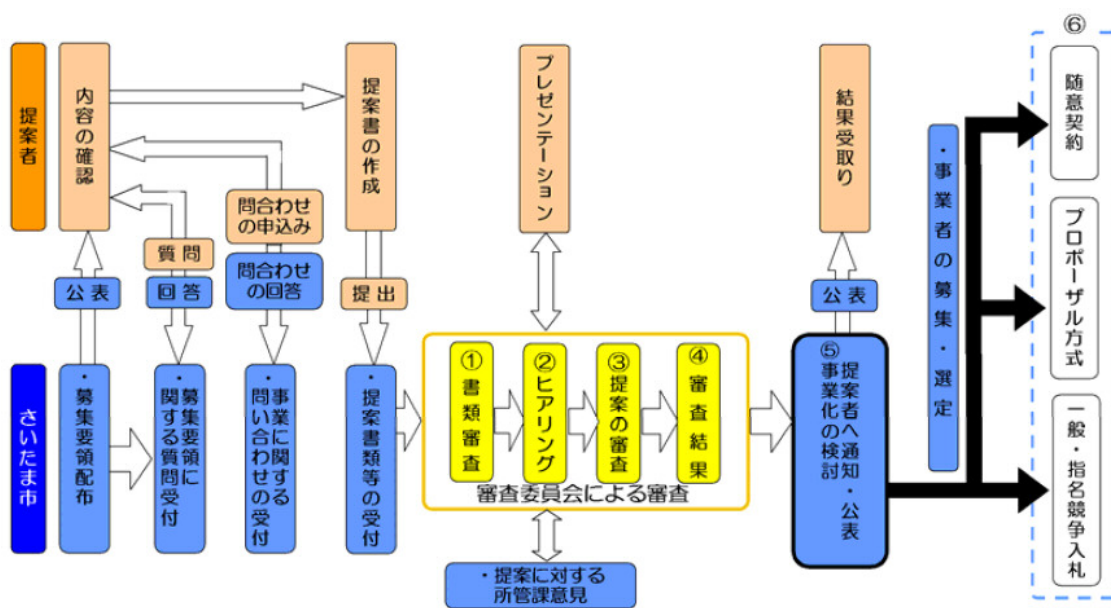 提案者
内容の確認
提案書の作成
プレゼンテーション
結果受取り
⑥
随意契約
プロポーザル方式
一般・指名競争入札
・事業者の募集・選定
公表
質問
回答
問合わせ
の申込み
問合わせ
の回答
提出
公表
さいたま市
・募集要領配布
・募集要領に
関する質問受付
・事業に関する
問い合わせの受付
・提案書類等の受付
①書類審査
②ヒアリング
③提案の審査
④審査結果
審査委員会による審査
・提案に対する
所管課意見
⑤提案者へ通知・公表
事業化の検討